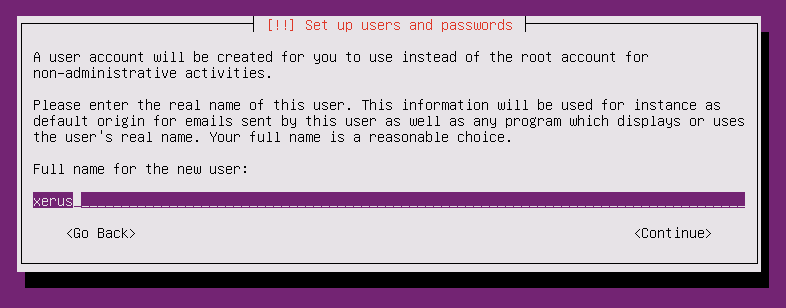 [!!] Set up users and passwords
A user account will be created for you to use instead of the root account for
non-administrative activities.
Please enter the real name of this user. This information will be used for instance as
default origin for emails sent by this user as well as any program which displays or uses
the user's real name. Your full name is a reasonable choice.
Full name for the new user:
xerus
<Go Back> <Continue>